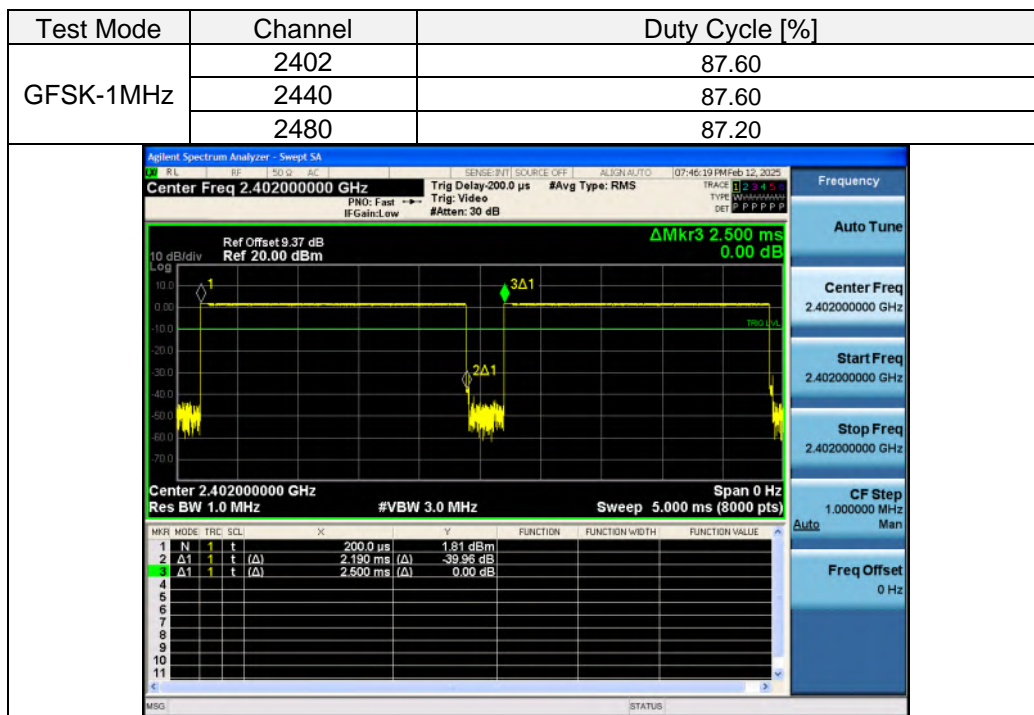 Test Mode Channel Duty Cycle [%]
GFSK-1MHz
2402 87.60
2440 87.60
2480 87.20
Agilent Spectrum Analyzer - Swept SA
RL RF 50 Ω AC SENSE:INT SOURCE OFF ALIGN AUTO 07:46:19 PM Feb 12, 2025
Center Freq 2.402000000 GHz Trig Delay-200.0 µs #Avg Type: RMS TRACE 1 2 3 4 5 6
PNO: Fast Trig: Video TYPE
IFGain:Low #Atten: 30 dB DET P P P P P P
Frequency
Auto Tune
Center Freq
2.402000000 GHz
Start Freq
2.402000000 GHz
Stop Freq
2.402000000 GHz
CF Step
1.000000 MHz
Auto Man
Freq Offset
0 Hz
ΔMkr3 2.500 ms
0.00 dB
Ref Offset 9.37 dB
10 dB/div Ref 20.00 dBm
Log
10.0
0.00
-10.0
-20.0
-30.0
-40.0
-50.0
-60.0
-70.0
1
2Δ1
3Δ1
TRIG LVL
Center 2.402000000 GHz Span 0 Hz
Res BW 1.0 MHz #VBW 3.0 MHz Sweep 5.000 ms (8000 pts)
MKR MODE TRC SCL X Y FUNCTION FUNCTION WIDTH FUNCTION VALUE
1 N 1 t 200.0 µs 1.81 dBm
2 Δ1 1 t (Δ) 2.190 ms (Δ) -39.96 dB
3 Δ1 1 t (Δ) 2.500 ms (Δ) 0.00 dB
4
5
6
7
8
9
10
11
MSG STATUS